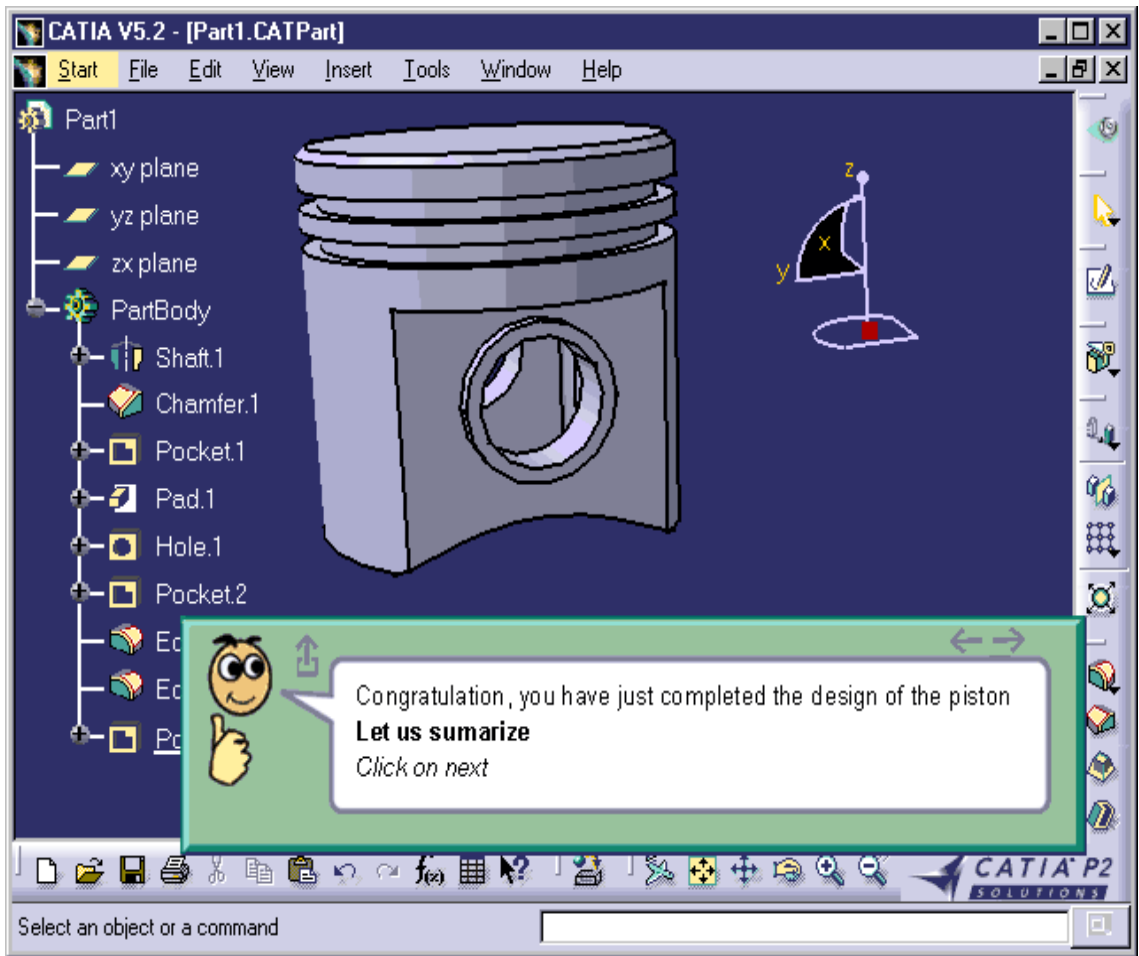 CATIA V5.2 - [Part1.CATPart]
Start File Edit View Insert Tools Window Help
Part1
xy plane
yz plane
zx plane
PartBody
Shaft.1
Chamfer.1
Pocket.1
Pad.1
Hole.1
Pocket.2
z
x
y
Congratulation, you have just completed the design of the piston
Let us sumarize
Click on next
f(x)
CATIA P2
SOLUTIONS
Select an object or a command